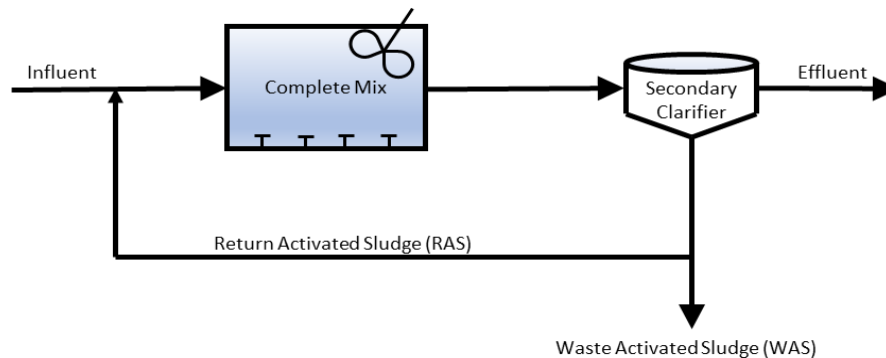 Influent
Complete Mix
Secondary
Clarifier
Effluent
Return Activated Sludge (RAS)
Waste Activated Sludge (WAS)